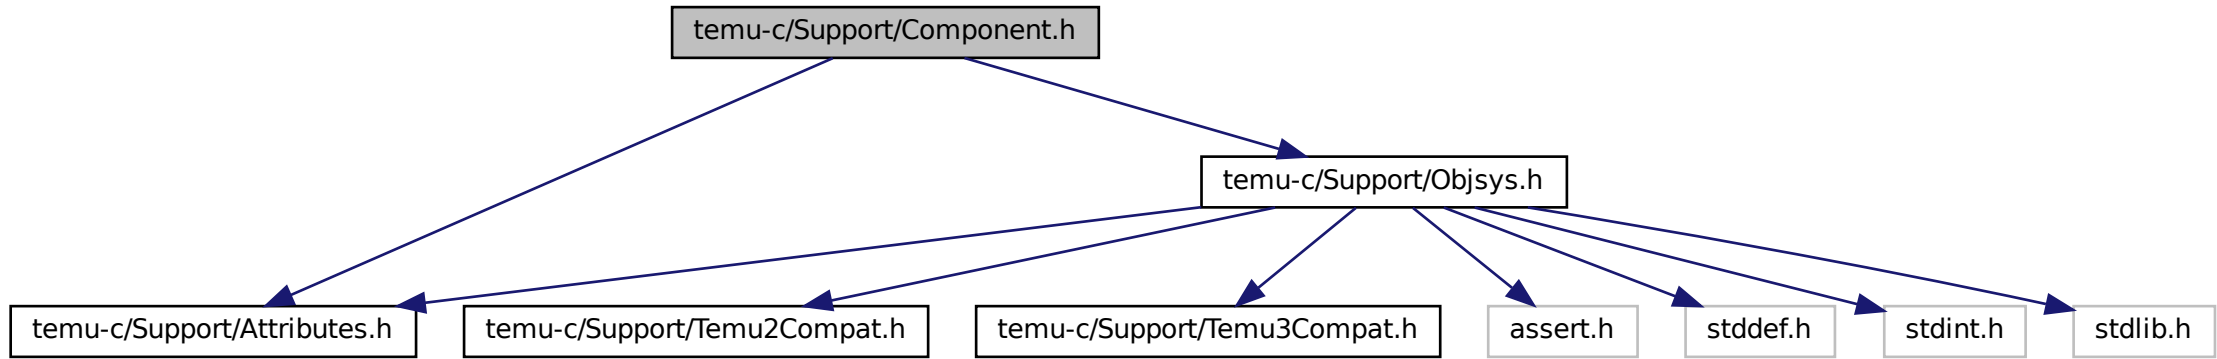 temu-c/Support/Component.h
temu-c/Support/Objsys.h
temu-c/Support/Attributes.h
temu-c/Support/Temu2Compat.h
temu-c/Support/Temu3Compat.h
assert.h
stddef.h
stdint.h
stdlib.h